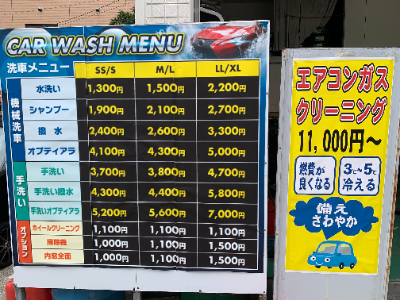 CAR WASH MENU
洗車メニュー SS/S M/L LL/XL
機械洗車
水洗い 1,300円 1,500円 2,200円
シャンプー 1,900円 2,100円 2,700円
撥水 2,400円 2,600円 3,300円
オプティアラ 4,100円 4,300円 5,000円
手洗い
手洗い 3,700円 3,800円 4,700円
手洗い撥水 4,300円 4,400円 5,800円
手洗いオプティアラ 5,200円 5,600円 7,000円
オプション
ホイールクリーニング 1,100円 1,100円 1,100円
掃除機 1,000円 1,100円 1,500円
内窓全面 1,000円 1,100円 1,500円
エアコンガス
クリーニング
11,000円~
燃費が
良くなる
3℃~5℃
冷える
備え
さわやか